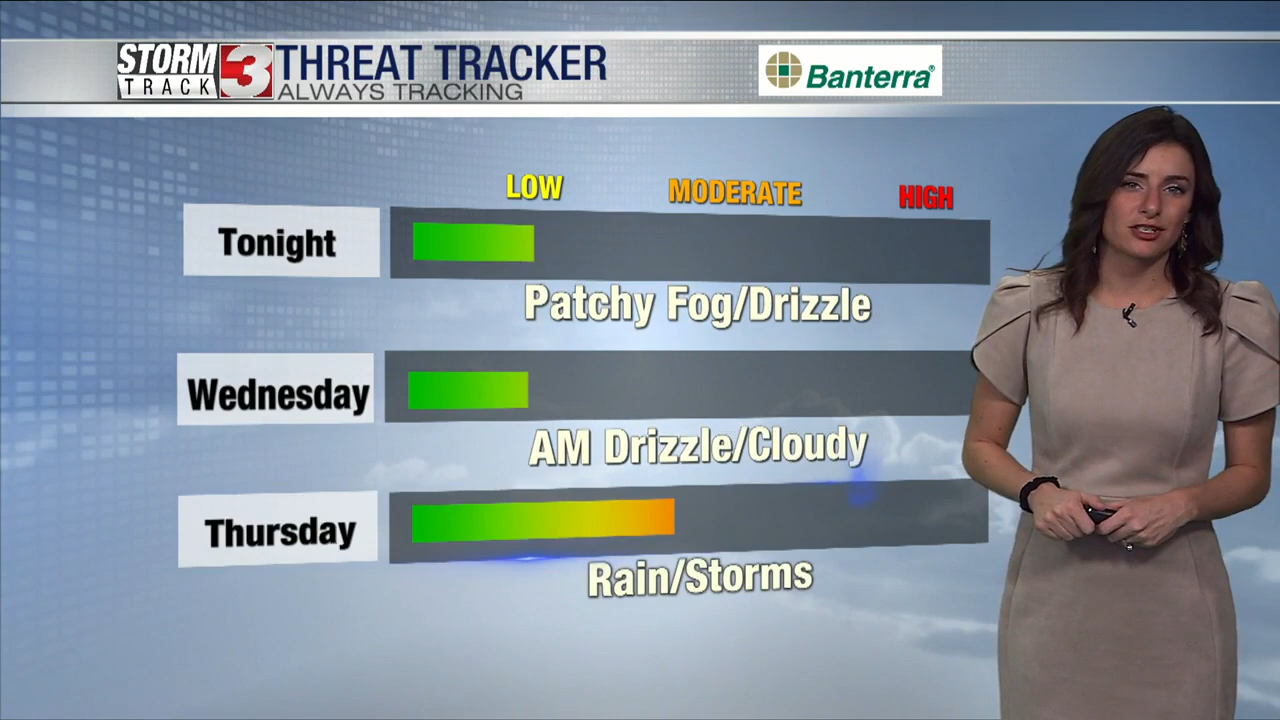 STORM TRACK 3
THREAT TRACKER
ALWAYS TRACKING
Banterra®
LOW MODERATE HIGH
Tonight
Patchy Fog/Drizzle
Wednesday
AM Drizzle/Cloudy
Thursday
Rain/Storms